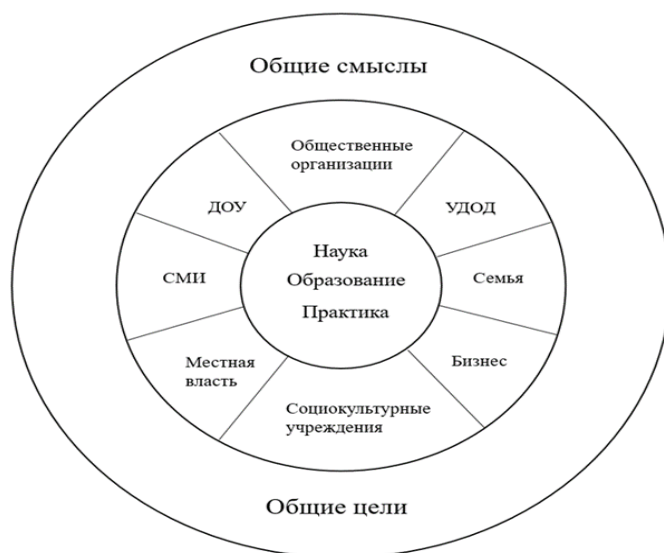 Общие смыслы
Общественные
организации
ДОУ
УДОД
Наука
СМИ
Образование
Семья
Практика
Местная
власть
Бизнес
Социокультурные
учреждения
Общие цели